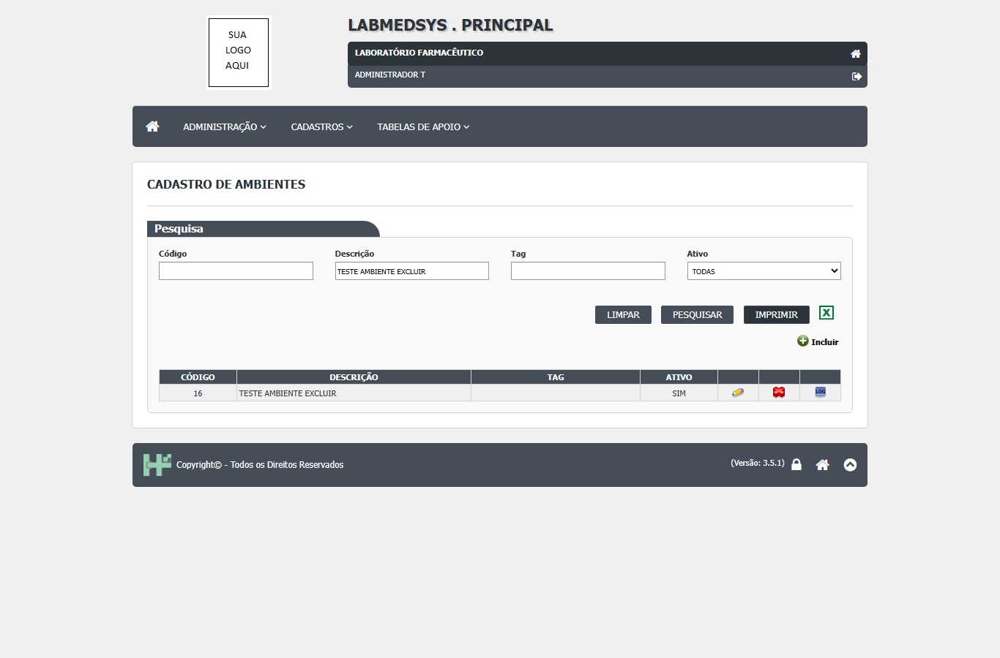 SUA
LOGO
AQUI
LABMEDSYS . PRINCIPAL
LABORATÓRIO FARMACÊUTICO
ADMINISTRADOR T
ADMINISTRAÇÃO CADASTROS TABELAS DE APOIO
CADASTRO DE AMBIENTES
Pesquisa
Código Descrição Tag Ativo
TESTE AMBIENTE EXCLUIR TODAS
LIMPAR PESQUISAR IMPRIMIR X
Incluir
CÓDIGO DESCRIÇÃO TAG ATIVO
16 TESTE AMBIENTE EXCLUIR SIM LOG
Copyright© - Todos os Direitos Reservados (Versão: 3.5.1)